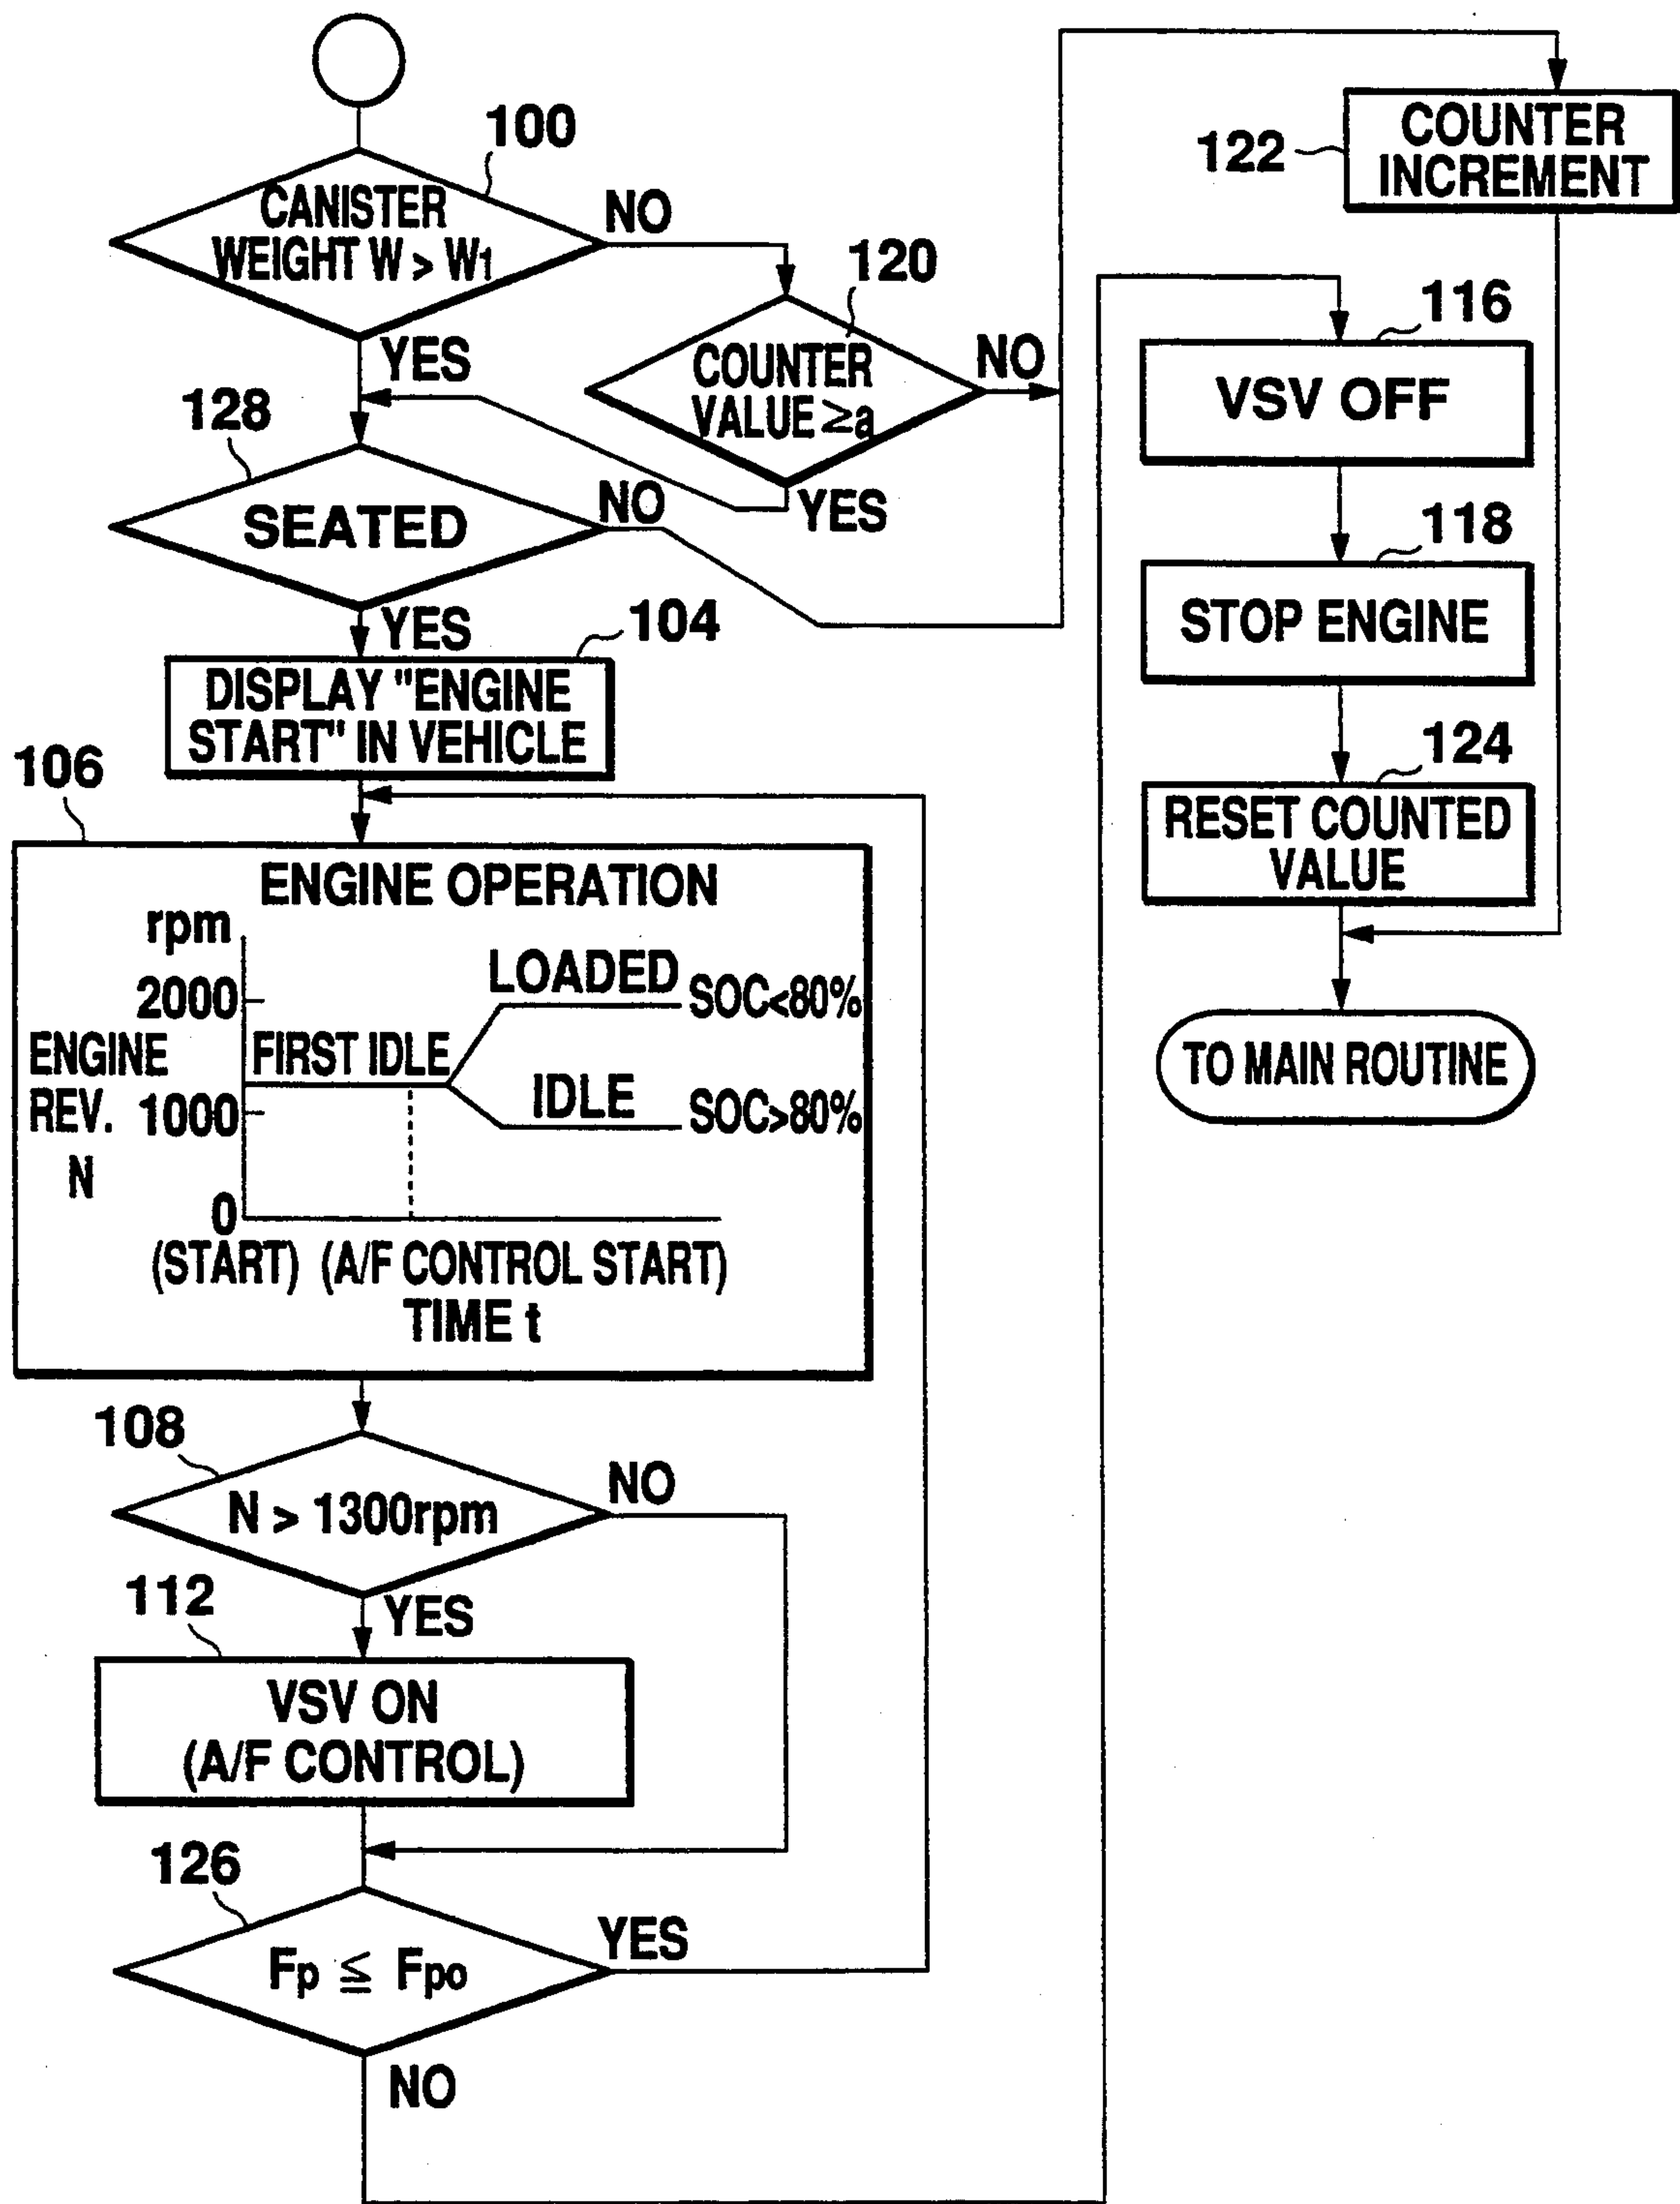 100
CANISTER
WEIGHT W > W1
NO
YES
120
COUNTER
VALUE ≥a
NO
YES
122
COUNTER
INCREMENT
128
SEATED
NO
YES
104
DISPLAY "ENGINE
START" IN VEHICLE
106
ENGINE OPERATION
rpm
2000
LOADED
SOC<80%
ENGINE
REV.
N
FIRST IDLE
1000
IDLE
SOC>80%
0
(START) (A/F CONTROL START)
TIME t
108
N > 1300rpm
NO
YES
112
VSV ON
(A/F CONTROL)
126
Fp ≦ Fpo
YES
NO
116
VSV OFF
118
STOP ENGINE
124
RESET COUNTED
VALUE
TO MAIN ROUTINE